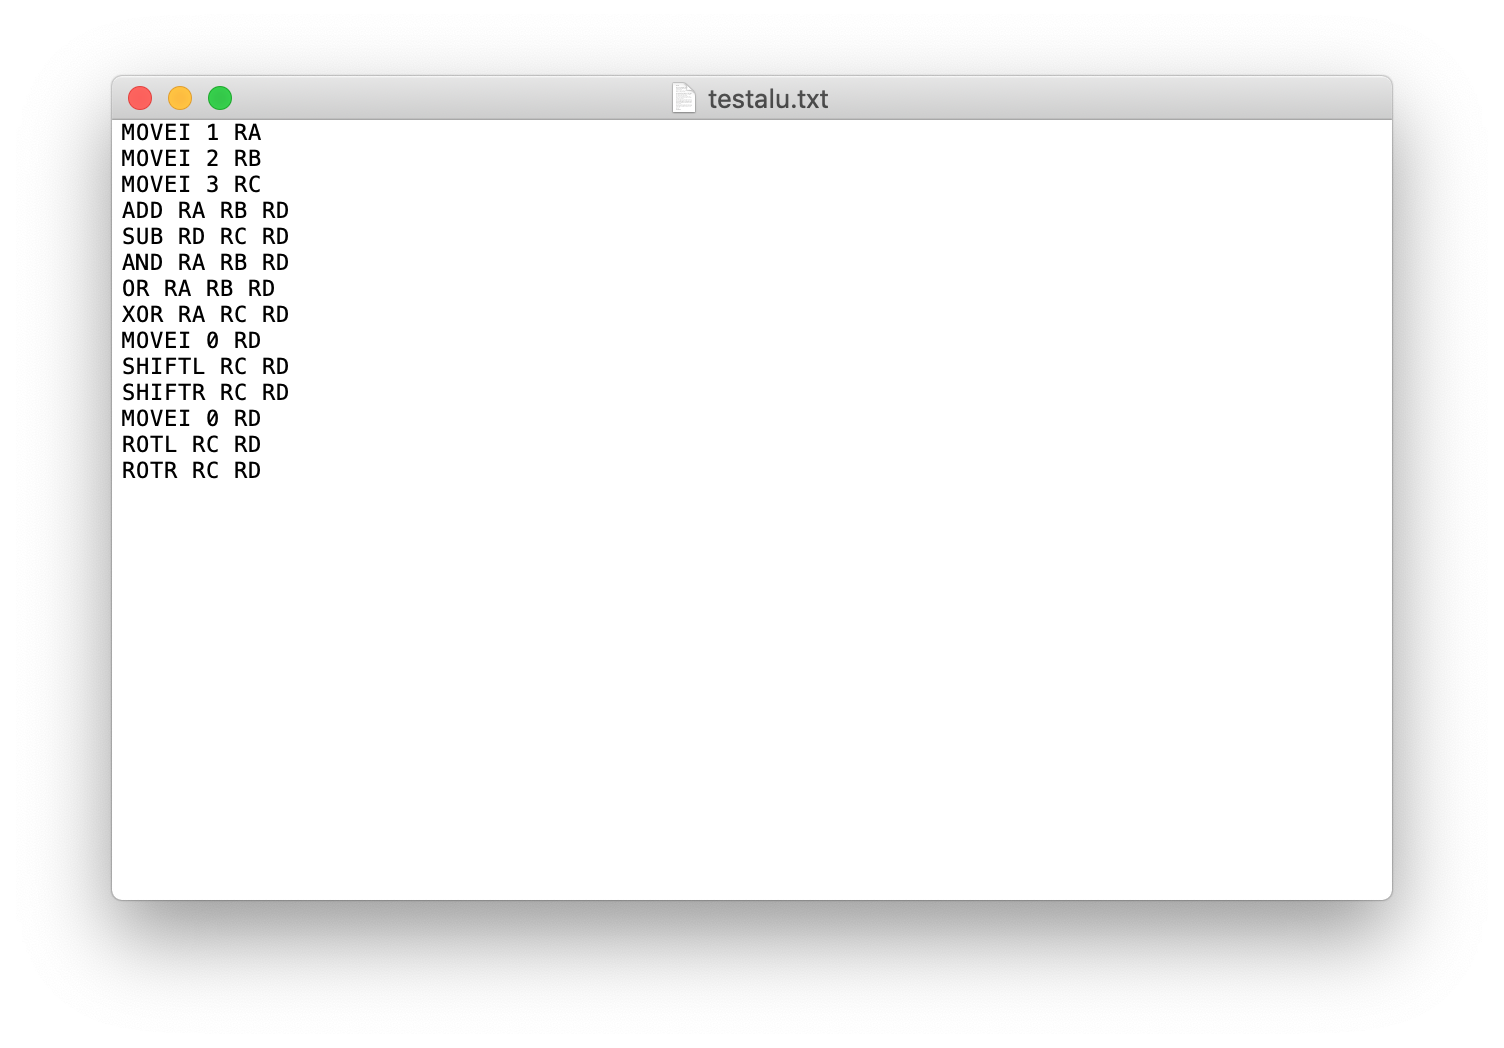 testalu.txt
MOVEI 1 RA
MOVEI 2 RB
MOVEI 3 RC
ADD RA RB RD
SUB RD RC RD
AND RA RB RD
OR RA RB RD
XOR RA RC RD
MOVEI 0 RD
SHIFTL RC RD
SHIFTR RC RD
MOVEI 0 RD
ROTL RC RD
ROTR RC RD